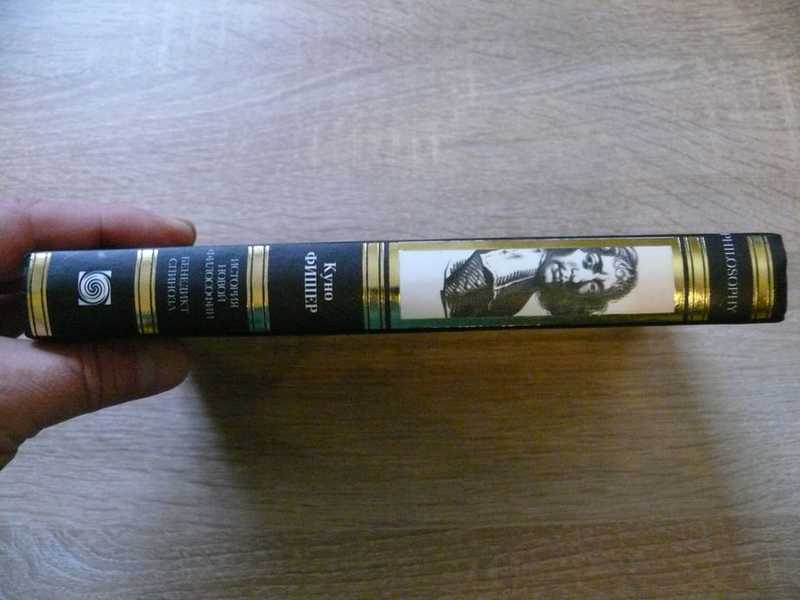 PHILOSOPHY
Куно
ФИШЕР
ИСТОРИЯ
НОВОЙ
ФИЛОСОФИИ
БЕНЕДИКТ
СПИНОЗА